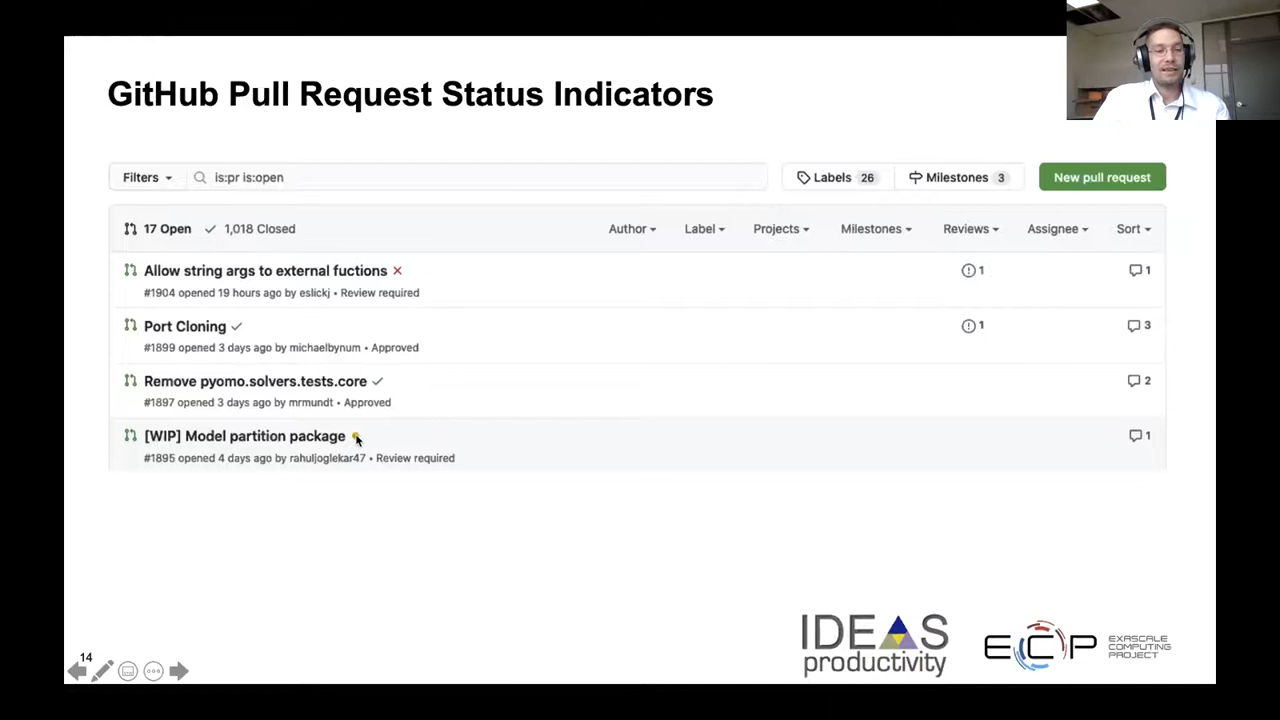 GitHub Pull Request Status Indicators
Filters is:pr is:open Labels 26 Milestones 3 New pull request
17 Open 1,018 Closed Author Label Projects Milestones Reviews Assignee Sort
Allow string args to external fuctions 1 1
#1904 opened 19 hours ago by eslickj • Review required
Port Cloning 1 3
#1899 opened 3 days ago by michaelbynum • Approved
Remove pyomo.solvers.tests.core 2
#1897 opened 3 days ago by mrmundt • Approved
[WIP] Model partition package 1
#1895 opened 4 days ago by rahuljoglekar47 • Review required
14
IDEAS
productivity
ECP
EXASCALE
COMPUTING
PROJECT